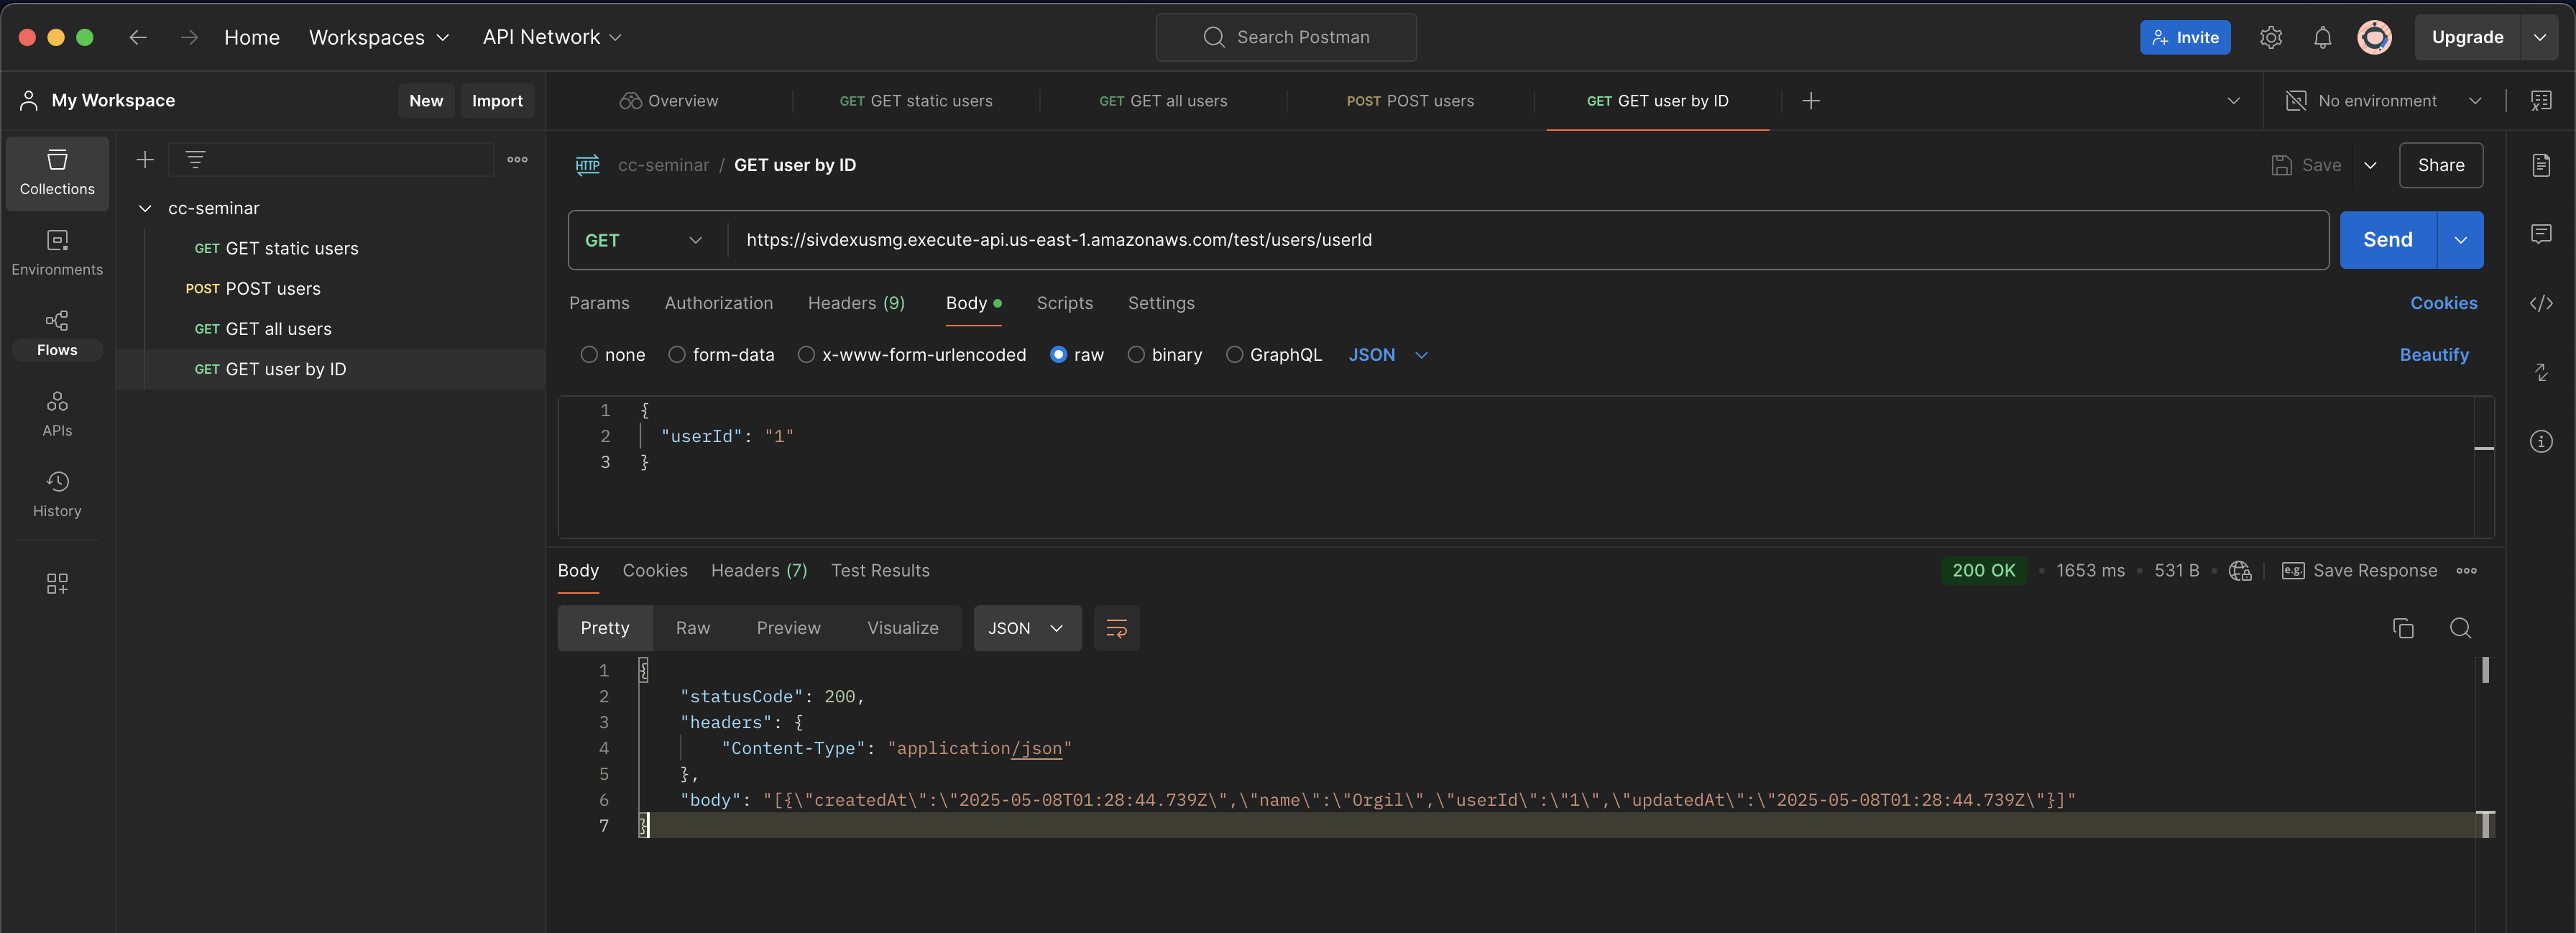 Home Workspaces API Network Search Postman Invite Upgrade
My Workspace New Import Overview GET GET static users GET GET all users POST POST users GET GET user by ID No environment
Collections
Environments
Flows
APIs
History
cc-seminar
GET GET static users
POST POST users
GET GET all users
GET GET user by ID
HTTP cc-seminar / GET user by ID Save Share
GET https://sivdexusmg.execute-api.us-east-1.amazonaws.com/test/users/userId Send
Params Authorization Headers (9) Body Scripts Settings Cookies
none form-data x-www-form-urlencoded raw binary GraphQL JSON Beautify
1 {
2 "userId": "1"
3 }
Body Cookies Headers (7) Test Results 200 OK 1653 ms 531 B e.g. Save Response
Pretty Raw Preview Visualize JSON
1 {
2 "statusCode": 200,
3 "headers": {
4 "Content-Type": "application/json"
5 },
6 "body": "[{\"createdAt\":\"2025-05-08T01:28:44.739Z\",\"name\":\"Orgil\",\"userId\":\"1\",\"updatedAt\":\"2025-05-08T01:28:44.739Z\"}]"
7 }